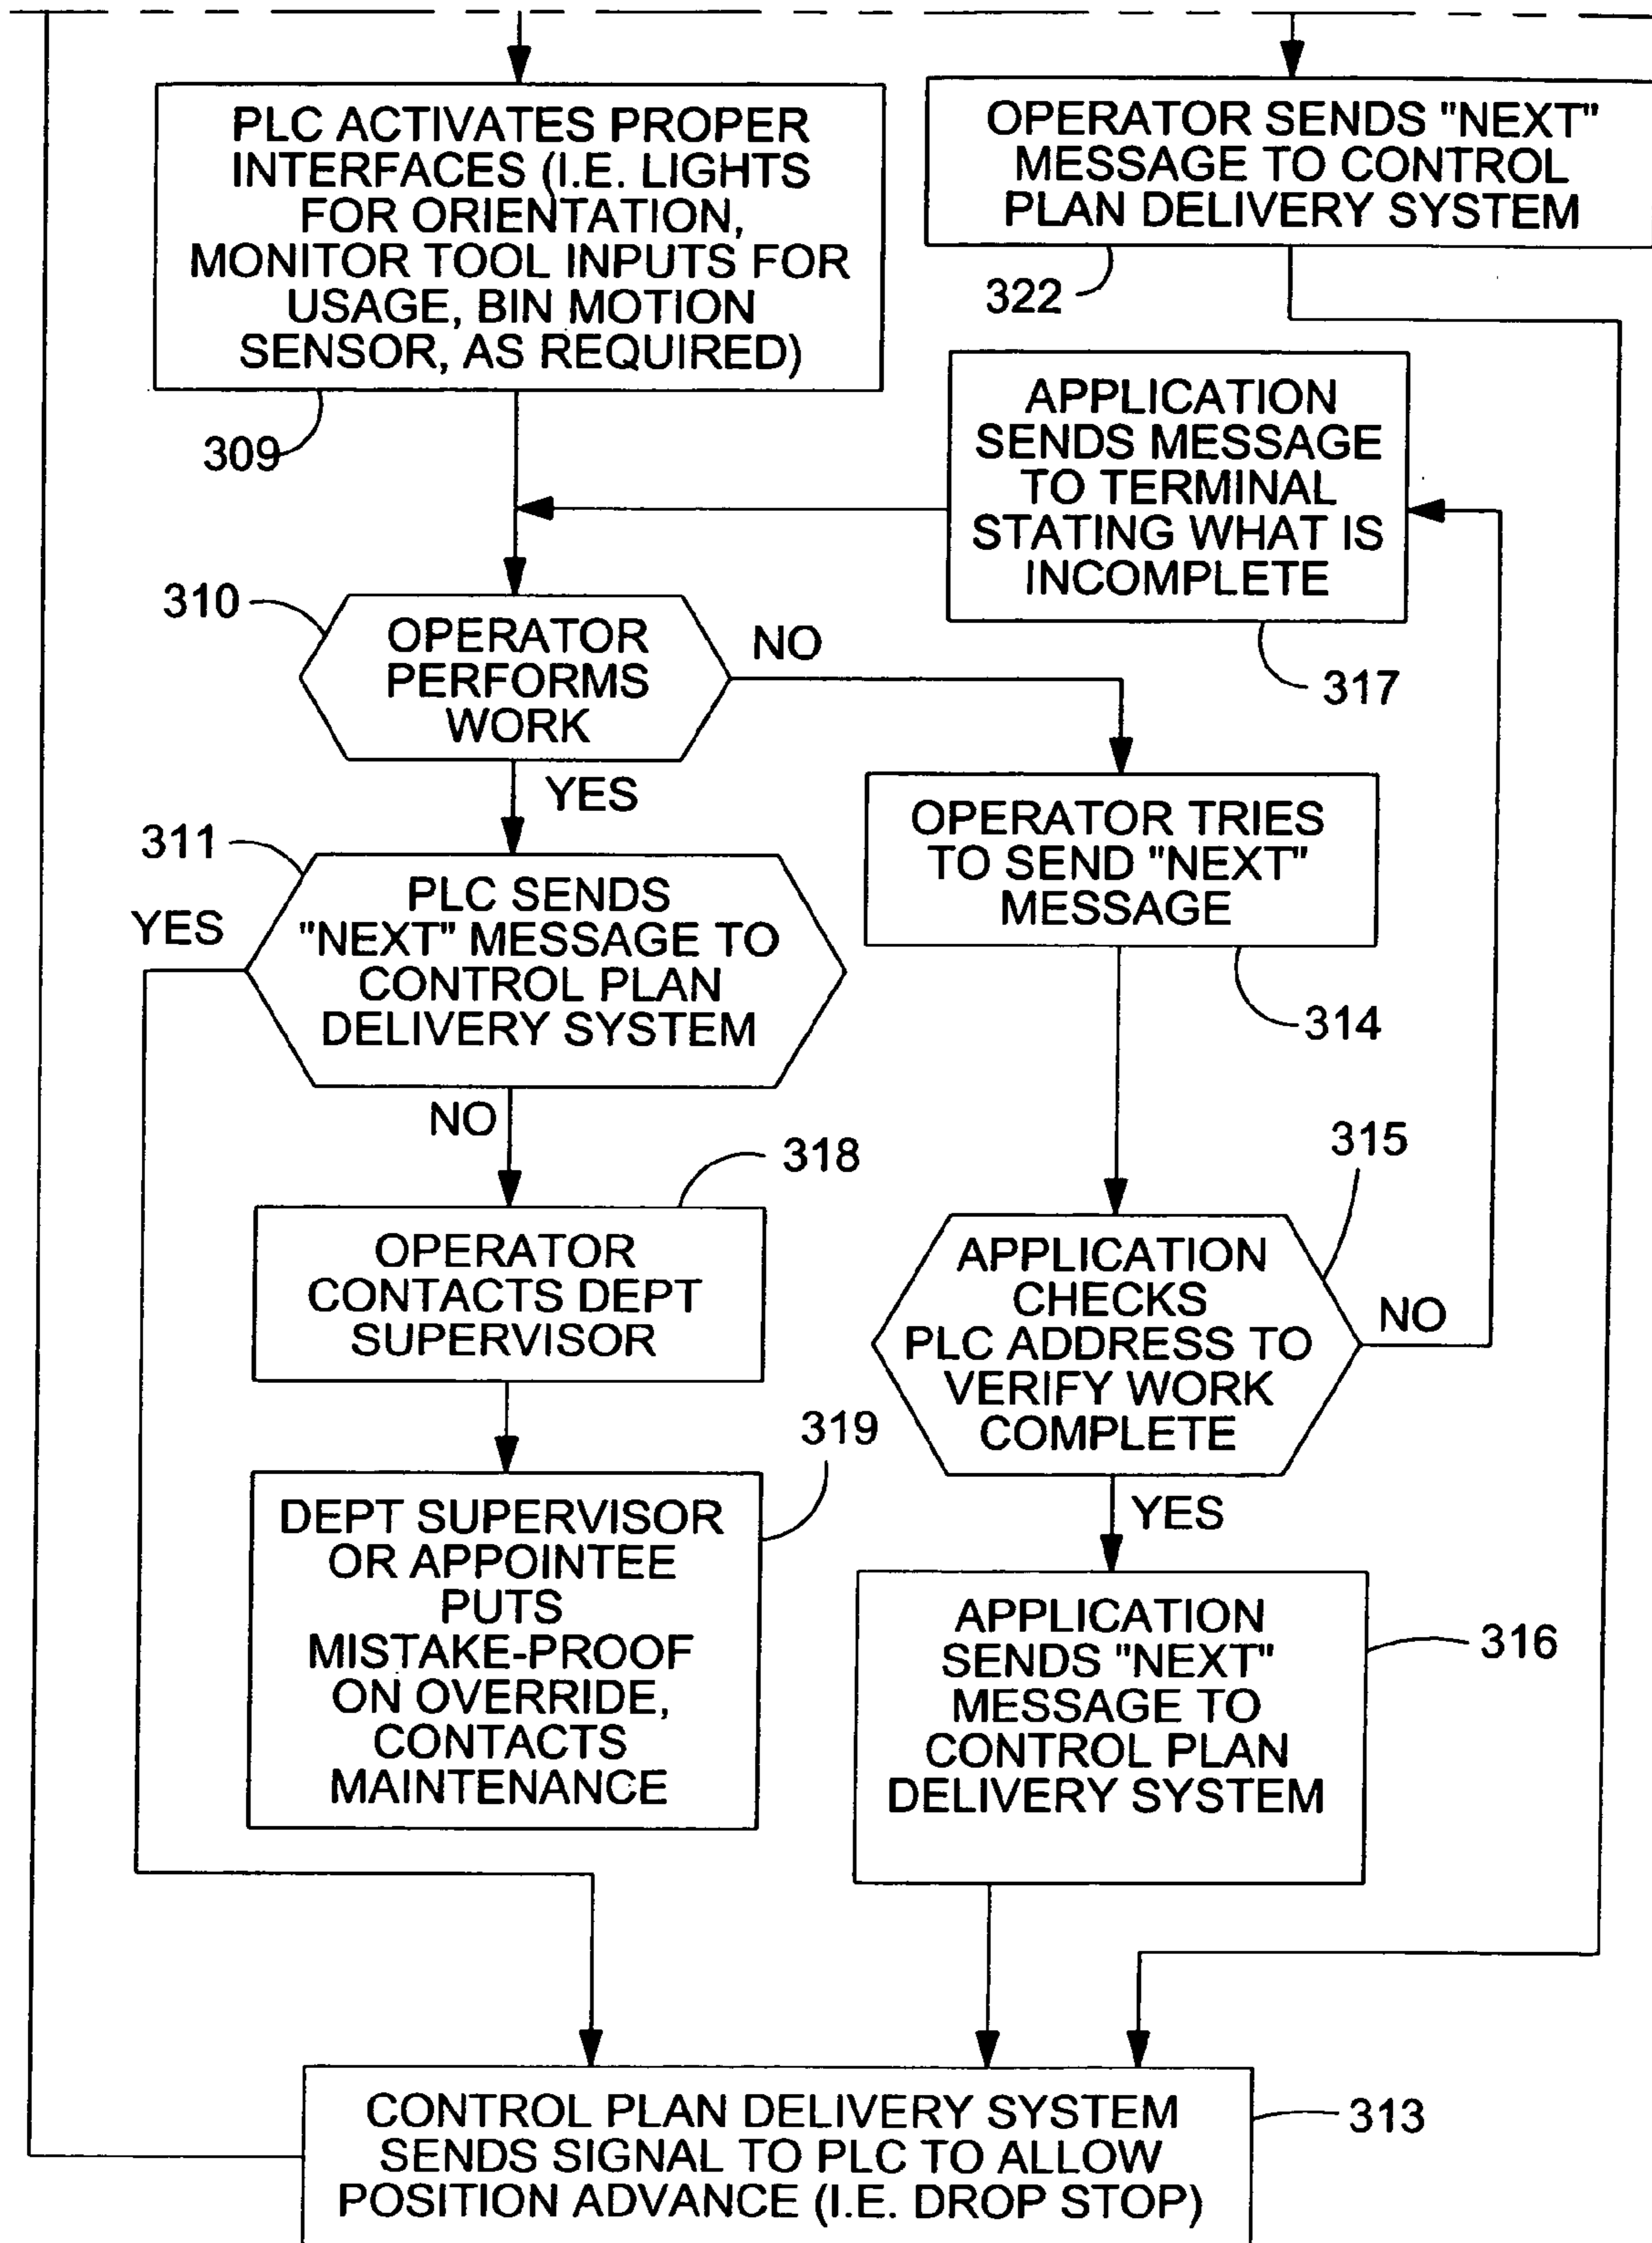 PLC ACTIVATES PROPER
INTERFACES (I.E. LIGHTS
FOR ORIENTATION,
MONITOR TOOL INPUTS FOR
USAGE, BIN MOTION
SENSOR, AS REQUIRED)
309
OPERATOR SENDS "NEXT"
MESSAGE TO CONTROL
PLAN DELIVERY SYSTEM
322
APPLICATION
SENDS MESSAGE
TO TERMINAL
STATING WHAT IS
INCOMPLETE
317
310
OPERATOR
PERFORMS
WORK
NO
YES
OPERATOR TRIES
TO SEND "NEXT"
MESSAGE
314
311
YES
PLC SENDS
"NEXT" MESSAGE TO
CONTROL PLAN
DELIVERY SYSTEM
NO
318
OPERATOR
CONTACTS DEPT
SUPERVISOR
315
APPLICATION
CHECKS
PLC ADDRESS TO
VERIFY WORK
COMPLETE
NO
YES
319
DEPT SUPERVISOR
OR APPOINTEE
PUTS
MISTAKE-PROOF
ON OVERRIDE,
CONTACTS
MAINTENANCE
APPLICATION
SENDS "NEXT"
MESSAGE TO
CONTROL PLAN
DELIVERY SYSTEM
316
CONTROL PLAN DELIVERY SYSTEM
SENDS SIGNAL TO PLC TO ALLOW
POSITION ADVANCE (I.E. DROP STOP)
313